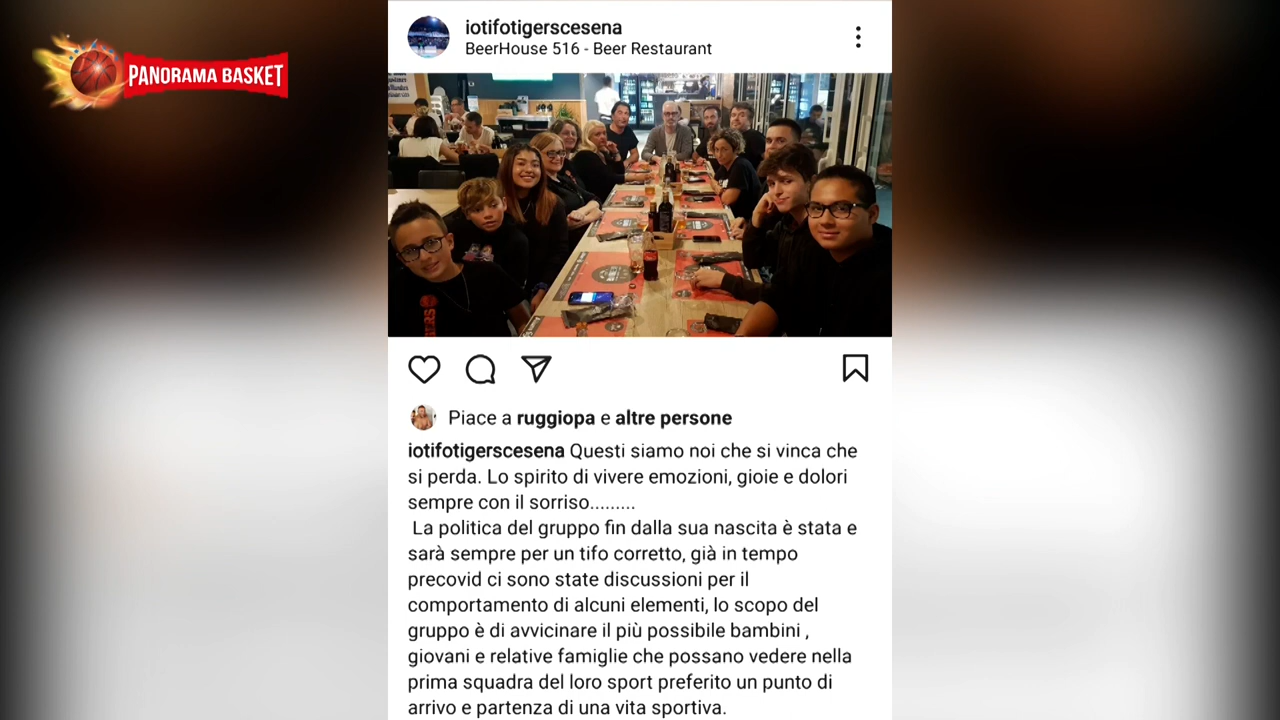 PANORAMA BASKET
iotifotigerscesena
BeerHouse 516 - Beer Restaurant
Piace a ruggiopa e altre persone
iotifotigerscesena Questi siamo noi che si vinca che
si perda. Lo spirito di vivere emozioni, gioie e dolori
sempre con il sorriso.........
La politica del gruppo fin dalla sua nascita è stata e
sarà sempre per un tifo corretto, già in tempo
precovid ci sono state discussioni per il
comportamento di alcuni elementi, lo scopo del
gruppo è di avvicinare il più possibile bambini ,
giovani e relative famiglie che possano vedere nella
prima squadra del loro sport preferito un punto di
arrivo e partenza di una vita sportiva.